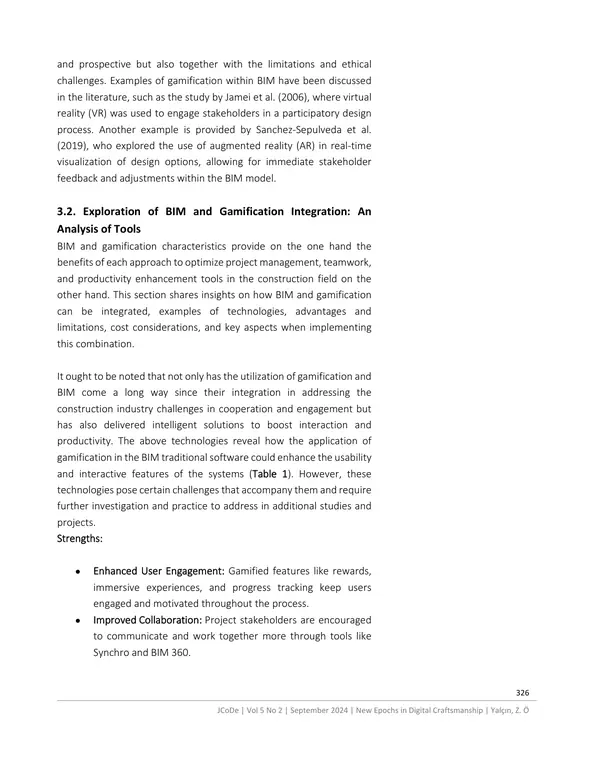 and prospective but also together with the limitations and ethical
challenges. Examples of gamification within BIM have been discussed
in the literature, such as the study by Jamei et al. (2006), where virtual
reality (VR) was used to engage stakeholders in a participatory design
process. Another example is provided by Sanchez-Sepulveda et al.
(2019), who explored the use of augmented reality (AR) in real-time
visualization of design options, allowing for immediate stakeholder
feedback and adjustments within the BIM model.
3.2. Exploration of BIM and Gamification Integration: An
Analysis of Tools
BIM and gamification characteristics provide on the one hand the
benefits of each approach to optimize project management, teamwork,
and productivity enhancement tools in the construction field on the
other hand. This section shares insights on how BIM and gamification
can be integrated, examples of technologies, advantages and
limitations, cost considerations, and key aspects when implementing
this combination.
It ought to be noted that not only has the utilization of gamification and
BIM come a long way since their integration in addressing the
construction industry challenges in cooperation and engagement but
has also delivered intelligent solutions to boost interaction and
productivity. The above technologies reveal how the application of
gamification in the BIM traditional software could enhance the usability
and interactive features of the systems (Table 1). However, these
technologies pose certain challenges that accompany them and require
further investigation and practice to address in additional studies and
projects.
Strengths:
• Enhanced User Engagement: Gamified features like rewards,
immersive experiences, and progress tracking keep users
engaged and motivated throughout the process.
• Improved Collaboration: Project stakeholders are encouraged
to communicate and work together more through tools like
Synchro and BIM 360.
326
JCoDe | Vol 5 No 2 | September 2024 | New Epochs in Digital Craftsmanship | Yalçın, Z. Ö